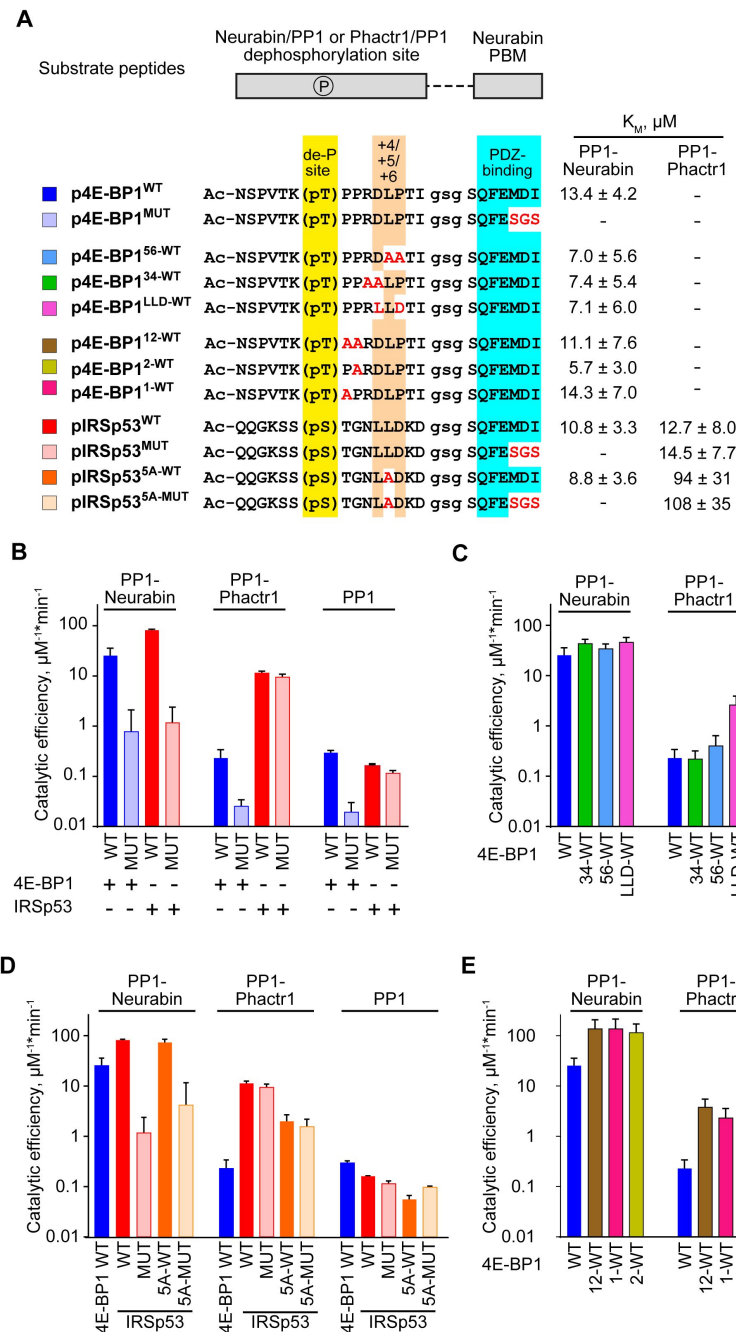 A
Neurabin/PP1 or Phactr1/PP1
dephosphorylation site
Neurabin
PBM
Substrate peptides
P
K_M, µM
de-P
site
+4/
+5/
+6
PDZ-
binding
PP1-
Neurabin
PP1-
Phactr1
p4E-BP1^WT Ac-NSPVTK(pT)PPRDLPTI gsg SQFEMDI 13.4 ± 4.2 -
p4E-BP1^MUT Ac-NSPVTK(pT)PPRDLPTI gsg SQFESGS - -
p4E-BP1^56-WT Ac-NSPVTK(pT)PPRDAATI gsg SQFEMDI 7.0 ± 5.6 -
p4E-BP1^34-WT Ac-NSPVTK(pT)PPAALPTI gsg SQFEMDI 7.4 ± 5.4 -
p4E-BP1^LLD-WT Ac-NSPVTK(pT)PPRLLDTI gsg SQFEMDI 7.1 ± 6.0 -
p4E-BP1^12-WT Ac-NSPVTK(pT)AARDLPTI gsg SQFEMDI 11.1 ± 7.6 -
p4E-BP1^2-WT Ac-NSPVTK(pT)PARDLPTI gsg SQFEMDI 5.7 ± 3.0 -
p4E-BP1^1-WT Ac-NSPVTK(pT)APRDLPTI gsg SQFEMDI 14.3 ± 7.0 -
pIRSp53^WT Ac-QQGKSS(pS)TGNLLDKD gsg SQFEMDI 10.8 ± 3.3 12.7 ± 8.0
pIRSp53^MUT Ac-QQGKSS(pS)TGNLLDKD gsg SQFESGS - 14.5 ± 7.7
pIRSp53^5A-WT Ac-QQGKSS(pS)TGNLADKD gsg SQFEMDI 8.8 ± 3.6 94 ± 31
pIRSp53^5A-MUT Ac-QQGKSS(pS)TGNLADKD gsg SQFESGS - 108 ± 35
B
PP1-
Neurabin
PP1-
Phactr1
PP1
Catalytic efficiency, µM⁻¹*min⁻¹
100
10
1
0.1
0.01
WT MUT WT MUT WT MUT WT MUT WT MUT WT MUT
4E-BP1 + + - - + + - - + + - -
IRSp53 - - + + - - + + - - + +
C
PP1-
Neurabin
PP1-
Phactr1
Catalytic efficiency, µM⁻¹*min⁻¹
100
10
1
0.1
0.01
4E-BP1
WT 34-WT 56-WT LLD-WT WT 34-WT 56-WT LLD-WT
D
PP1-
Neurabin
PP1-
Phactr1
PP1
Catalytic efficiency, µM⁻¹*min⁻¹
100
10
1
0.1
0.01
4E-BP1 WT WT MUT 5A-WT 5A-MUT 4E-BP1 WT WT MUT 5A-WT 5A-MUT 4E-BP1 WT WT MUT 5A-WT 5A-MUT
IRSp53 IRSp53 IRSp53
E
PP1-
Neurabin
PP1-
Phactr
Catalytic efficiency, µM⁻¹*min⁻¹
100
10
1
0.1
0.01
4E-BP1
WT 12-WT 1-WT 2-WT WT 12-WT 1-WT